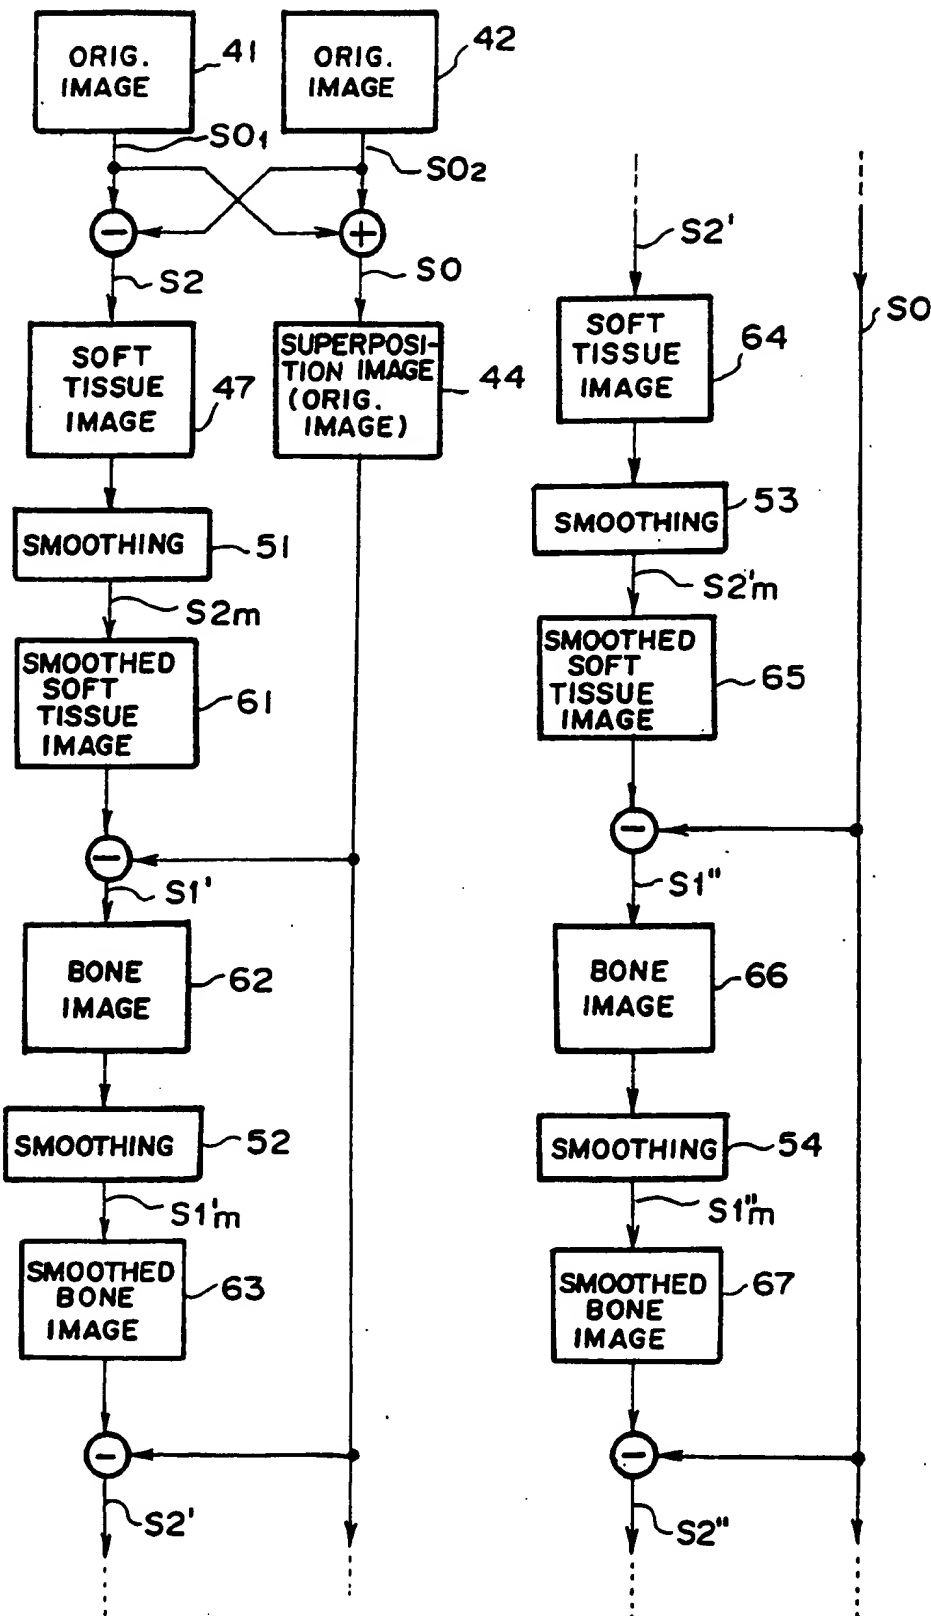 ORIG.
IMAGE
41
ORIG.
IMAGE
42
SO1
SO2
−
+
S2
SO
SOFT
TISSUE
IMAGE
47
SUPERPOSI-
TION IMAGE
(ORIG.
IMAGE)
44
SMOOTHING
51
S2m
SMOOTHED
SOFT
TISSUE
IMAGE
61
−
S1'
BONE
IMAGE
62
SMOOTHING
52
S1'm
SMOOTHED
BONE
IMAGE
63
−
S2'
S2'
SO
SOFT
TISSUE
IMAGE
64
SMOOTHING
53
S2'm
SMOOTHED
SOFT
TISSUE
IMAGE
65
−
S1"
BONE
IMAGE
66
SMOOTHING
54
S1"m
SMOOTHED
BONE
IMAGE
67
−
S2"